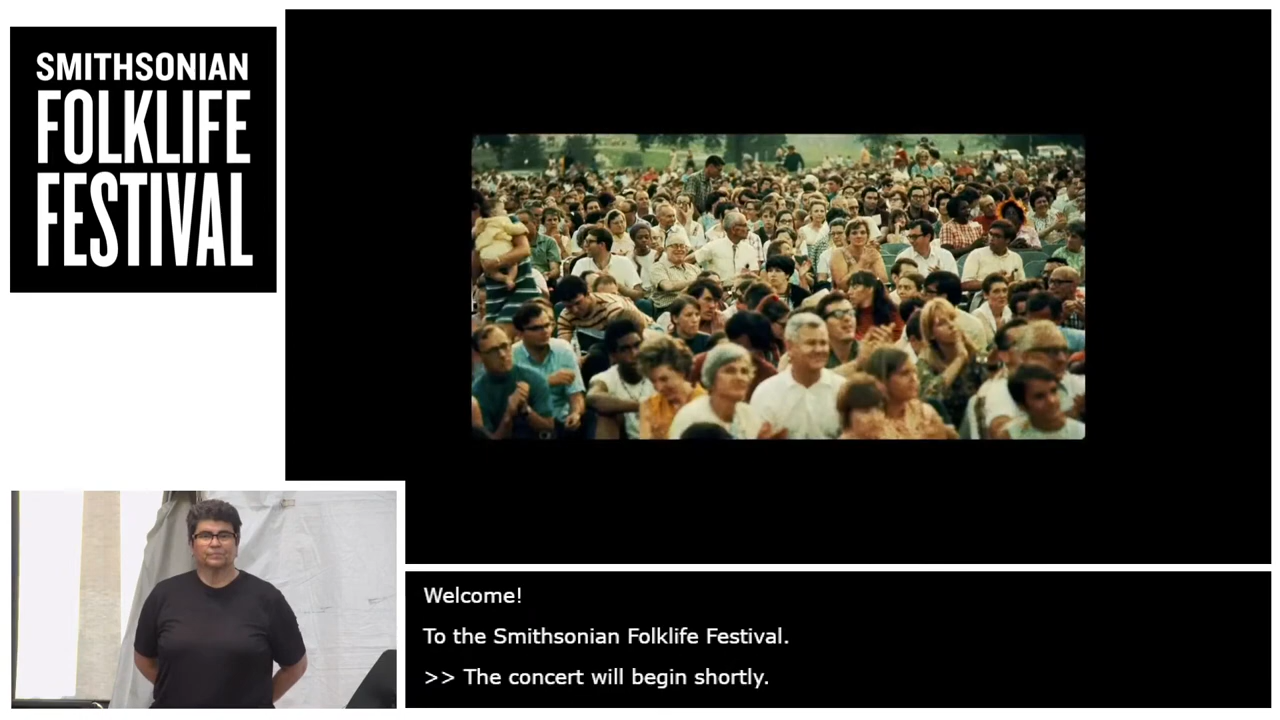 SMITHSONIAN
FOLKLIFE
FESTIVAL
Welcome!
To the Smithsonian Folklife Festival.
>> The concert will begin shortly.